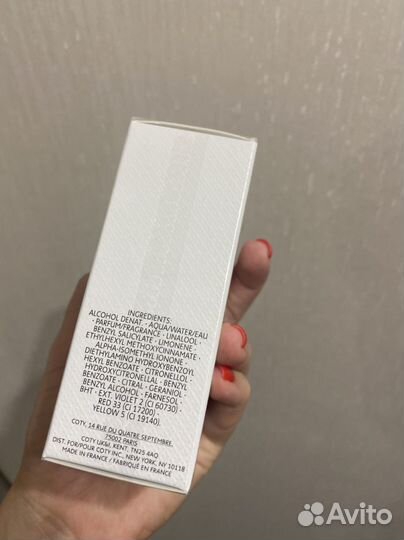 INGREDIENTS:
ALCOHOL DENAT. · AQUA/WATER/EAU
· PARFUM/FRAGRANCE · LINALOOL ·
BENZYL SALICYLATE · LIMONENE ·
ETHYLHEXYL METHOXYCINNAMATE ·
ALPHA-ISOMETHYL IONONE ·
DIETHYLAMINO HYDROXYBENZOYL
HEXYL BENZOATE · CITRONELLOL ·
HYDROXYCITRONELLAL · BENZYL
BENZOATE · CITRAL · GERANIOL ·
BENZYL ALCOHOL · FARNESOL ·
BHT · EXT. VIOLET 2 (CI 60730) ·
RED 33 (CI 17200) ·
YELLOW 5 (CI 19140).
COTY, 14 RUE DU QUATRE SEPTEMBRE,
75002 PARIS
COTY UK&I, KENT, TN25 4AQ
DIST. FOR/POUR COTY INC., NEW YORK, NY 10118
MADE IN FRANCE / FABRIQUÉ EN FRANCE
Avito